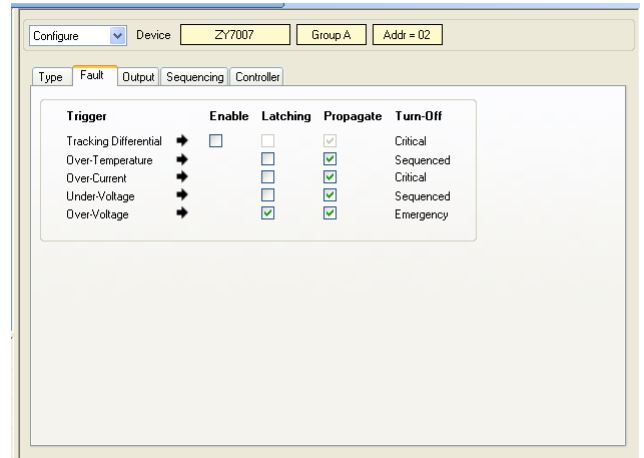 Configure Device ZY7007 Group A Addr = 02
Type Fault Output Sequencing Controller
Trigger Enable Latching Propagate Turn-Off
Tracking Differential Critical
Over-Temperature Sequenced
Over-Current Critical
Under-Voltage Sequenced
Over-Voltage Emergency